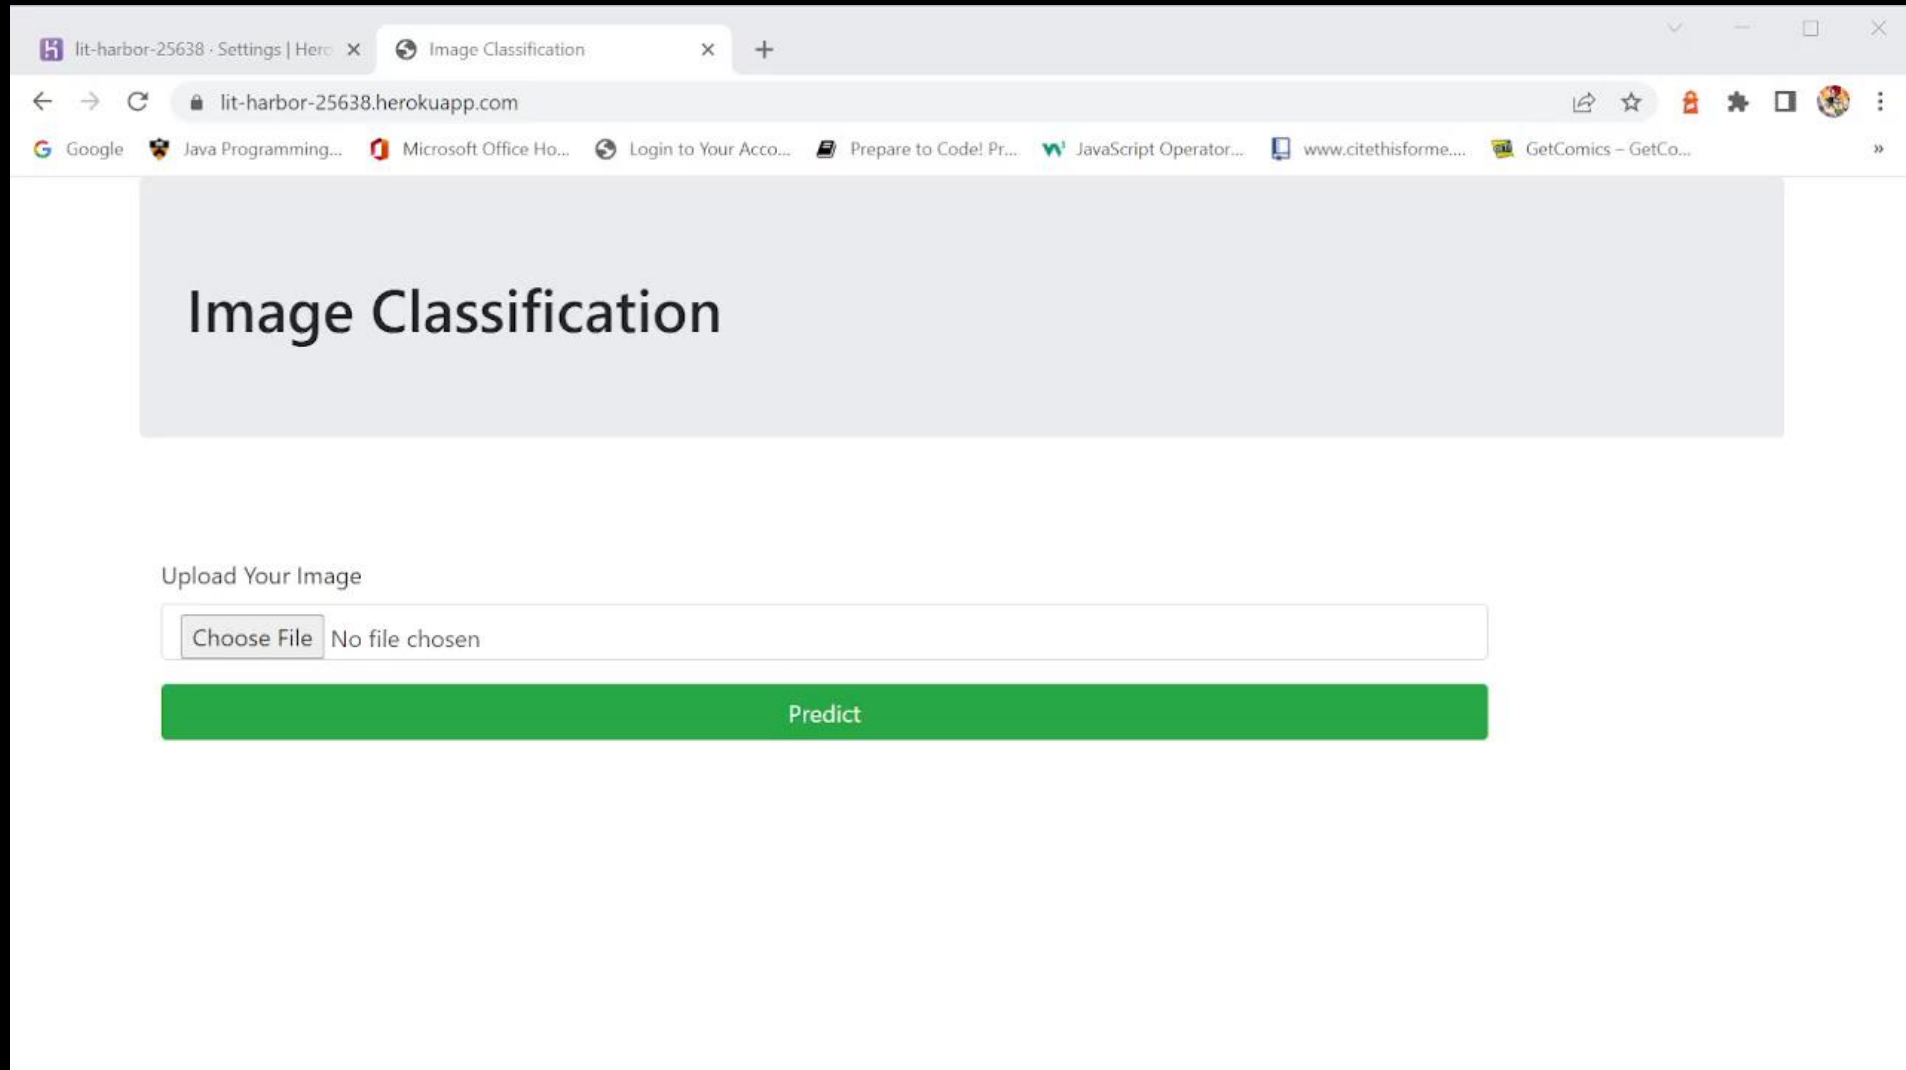 lit-harbor-25638 · Settings | Hero
Image Classification
lit-harbor-25638.herokuapp.com
Google
Java Programming...
Microsoft Office Ho...
Login to Your Acco...
Prepare to Code! Pr...
JavaScript Operator...
www.citethisforme....
GetComics – GetCo...
»
Image Classification
Upload Your Image
Choose File No file chosen
Predict